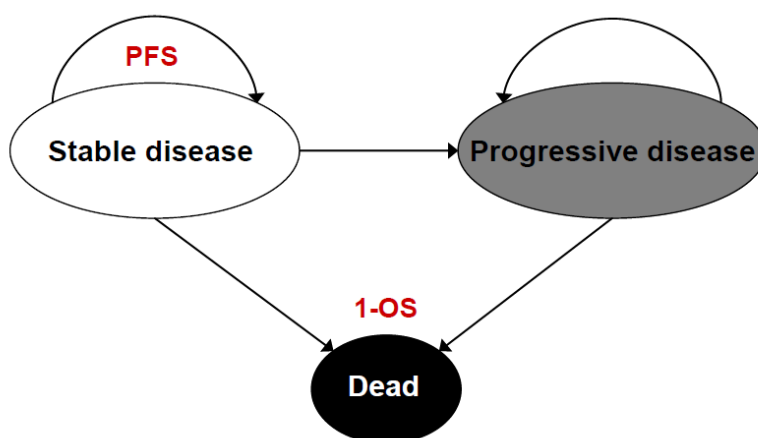 PFS
Stable disease
Progressive disease
1-OS
Dead